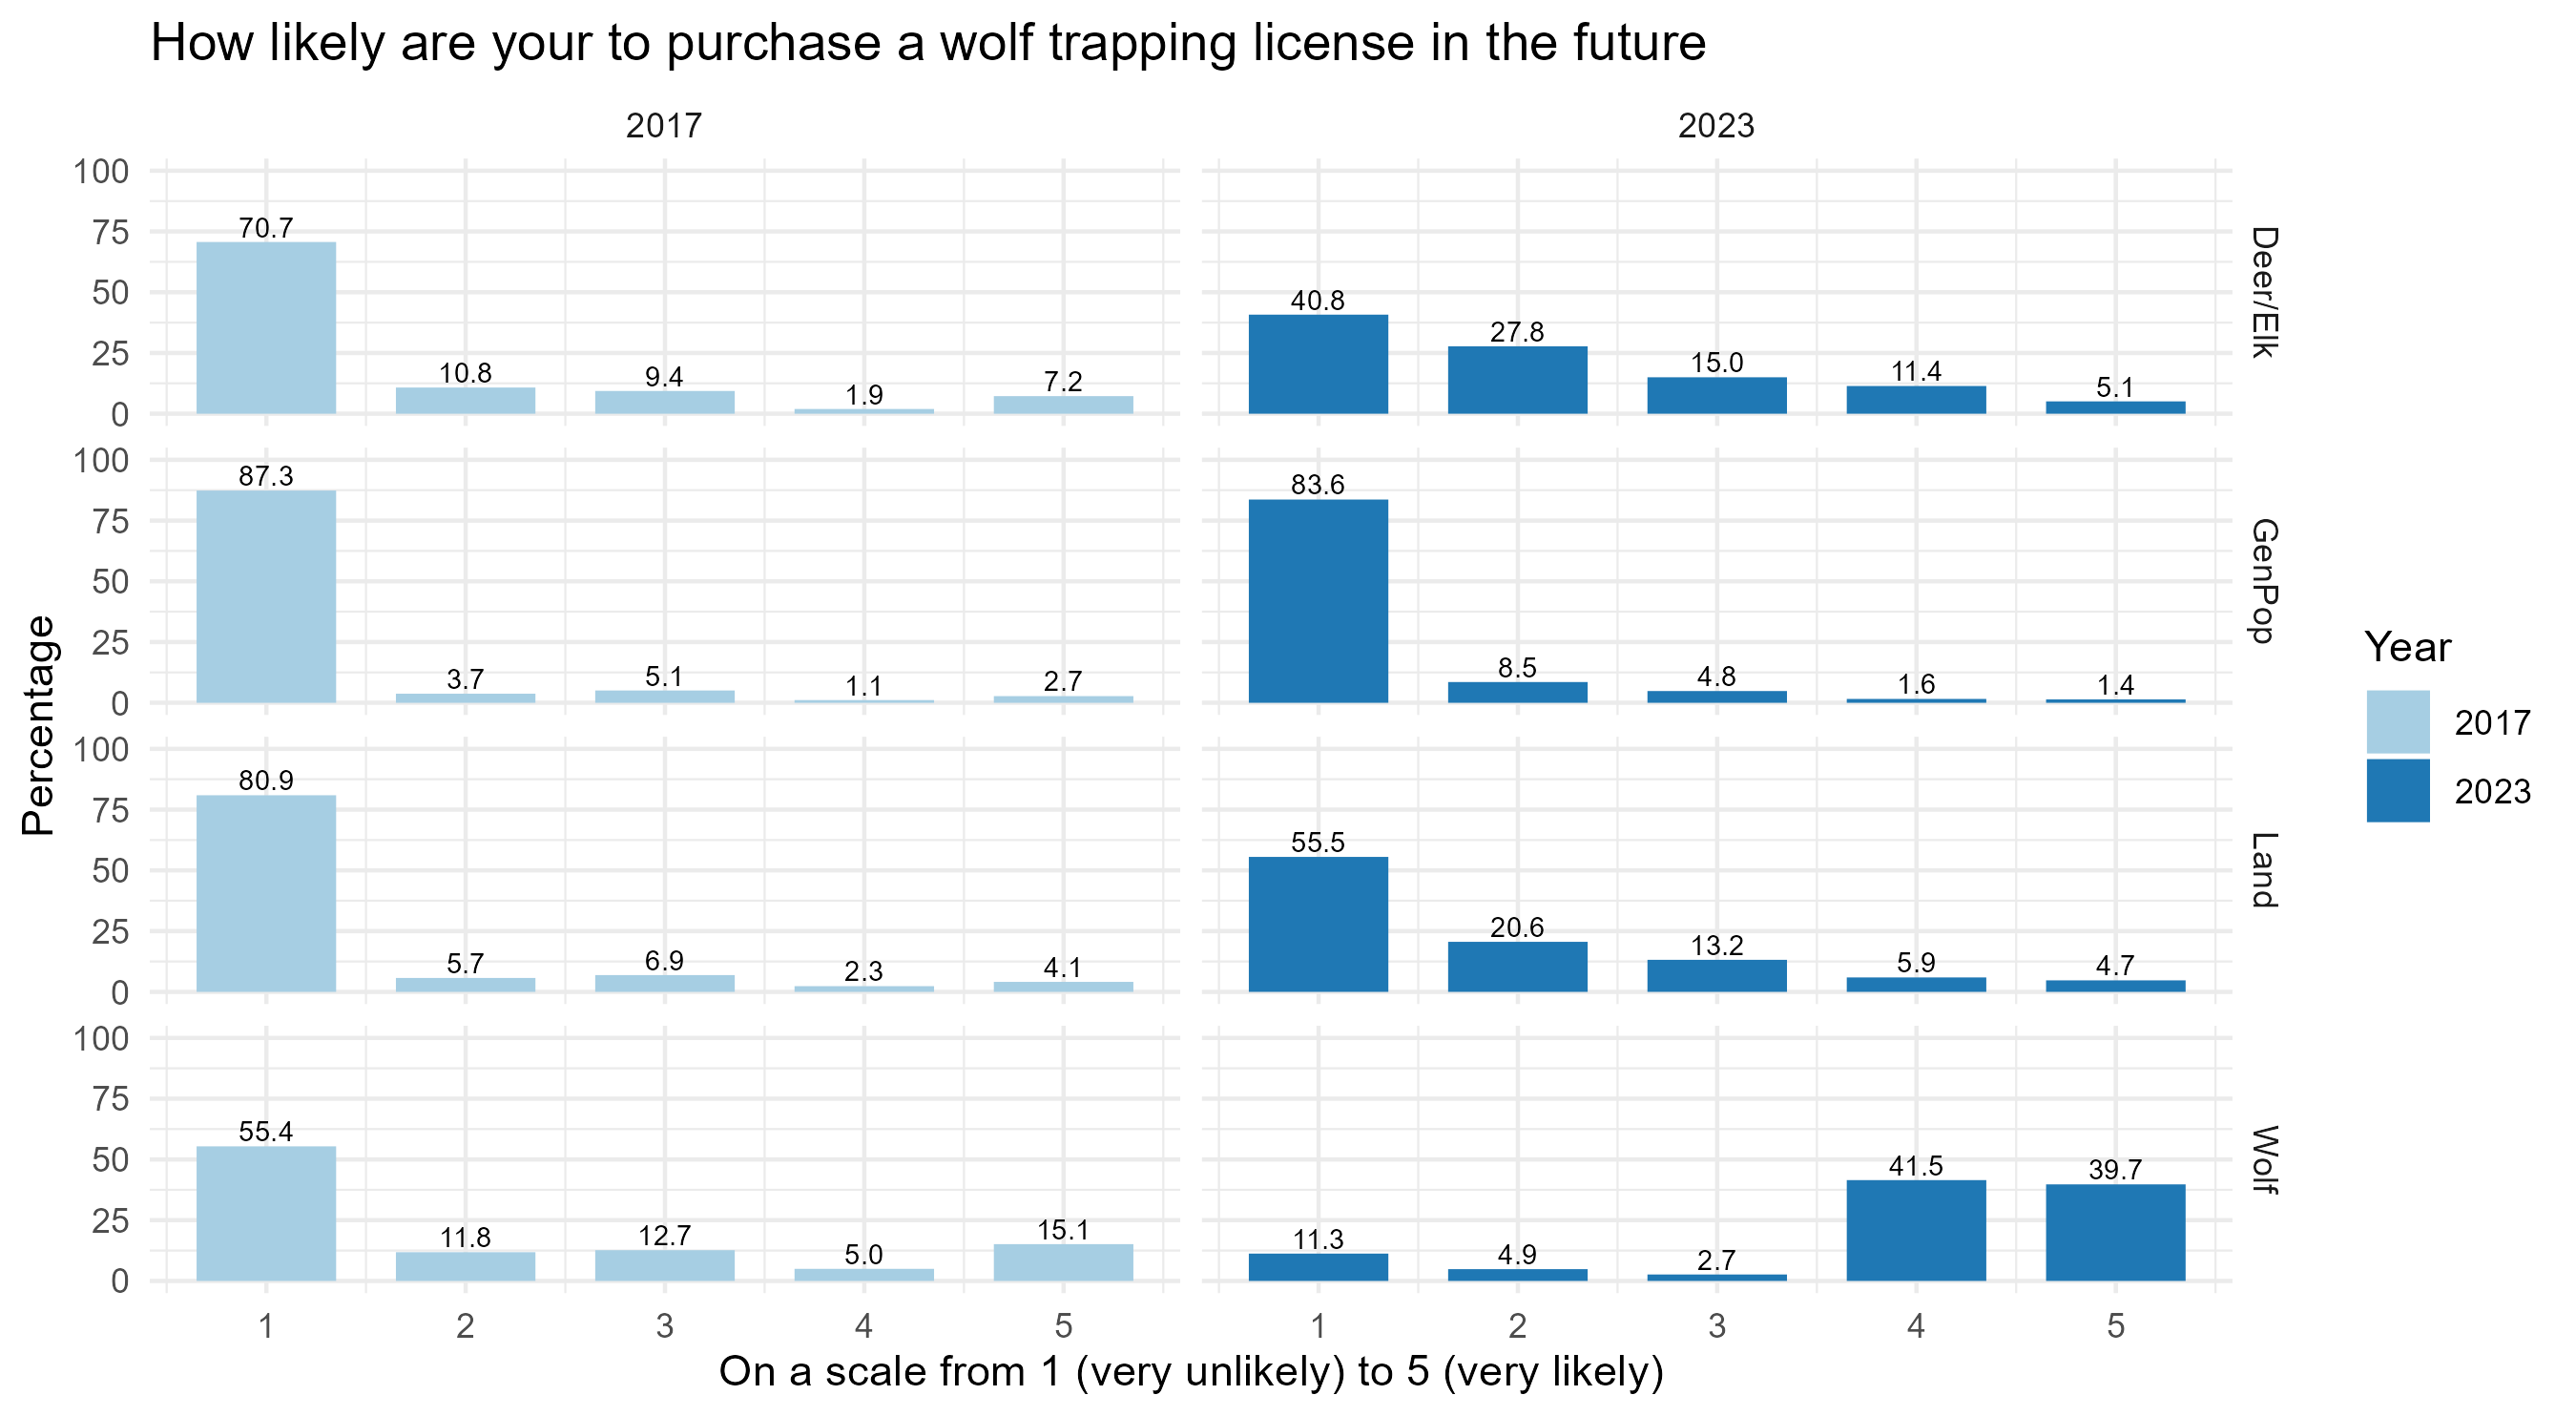 How likely are your to purchase a wolf trapping license in the future
2017 2023
100
75
50
25
0
70.7 10.8 9.4 1.9 7.2
40.8 27.8 15.0 11.4 5.1
Deer/Elk
100
75
50
25
0
87.3 3.7 5.1 1.1 2.7
83.6 8.5 4.8 1.6 1.4
GenPop
100
75
50
25
0
80.9 5.7 6.9 2.3 4.1
55.5 20.6 13.2 5.9 4.7
Land
100
75
50
25
0
55.4 11.8 12.7 5.0 15.1
11.3 4.9 2.7 41.5 39.7
Wolf
1 2 3 4 5 1 2 3 4 5
On a scale from 1 (very unlikely) to 5 (very likely)
Percentage
Year
2017
2023